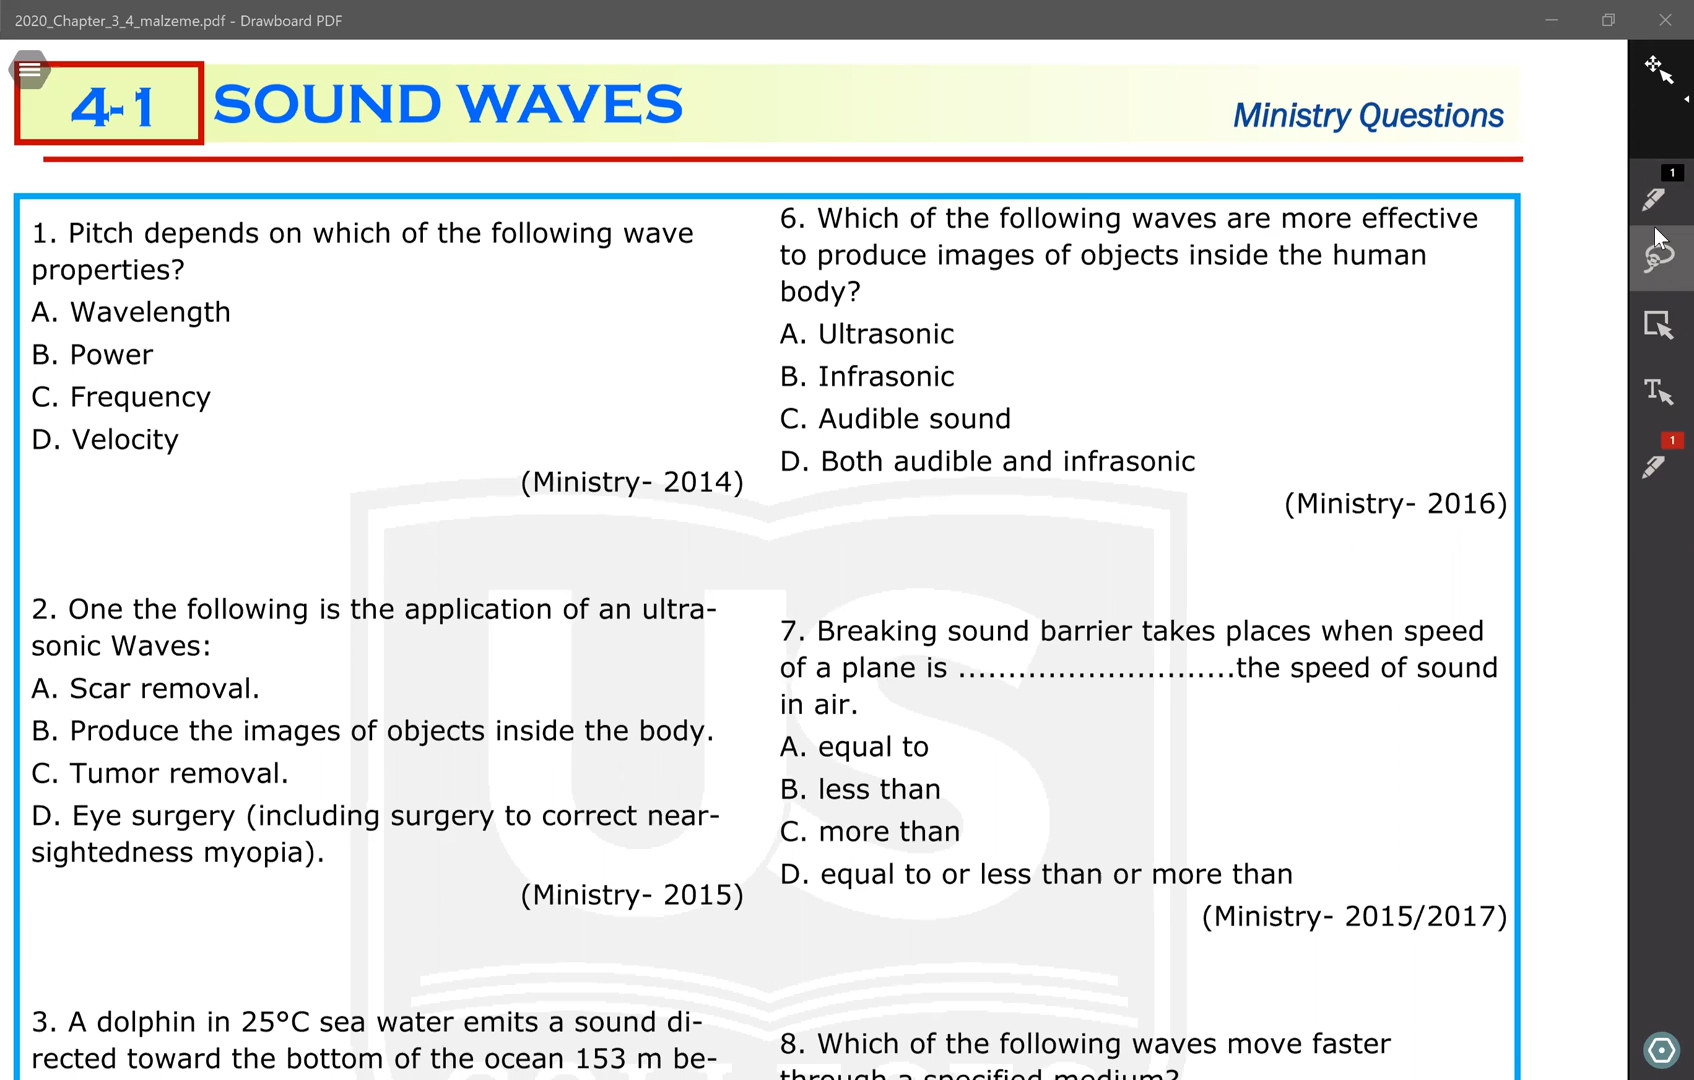 2020_Chapter_3_4_malzeme.pdf - Drawboard PDF
4-1 SOUND WAVES
Ministry Questions
1. Pitch depends on which of the following wave
properties?
A. Wavelength
B. Power
C. Frequency
D. Velocity
(Ministry- 2014)
2. One the following is the application of an ultra-
sonic Waves:
A. Scar removal.
B. Produce the images of objects inside the body.
C. Tumor removal.
D. Eye surgery (including surgery to correct near-
sightedness myopia).
(Ministry- 2015)
3. A dolphin in 25°C sea water emits a sound di-
rected toward the bottom of the ocean 153 m be-
6. Which of the following waves are more effective
to produce images of objects inside the human
body?
A. Ultrasonic
B. Infrasonic
C. Audible sound
D. Both audible and infrasonic
(Ministry- 2016)
7. Breaking sound barrier takes places when speed
of a plane is ............................the speed of sound
in air.
A. equal to
B. less than
C. more than
D. equal to or less than or more than
(Ministry- 2015/2017)
8. Which of the following waves move faster
through a specified medium?
US
1
1